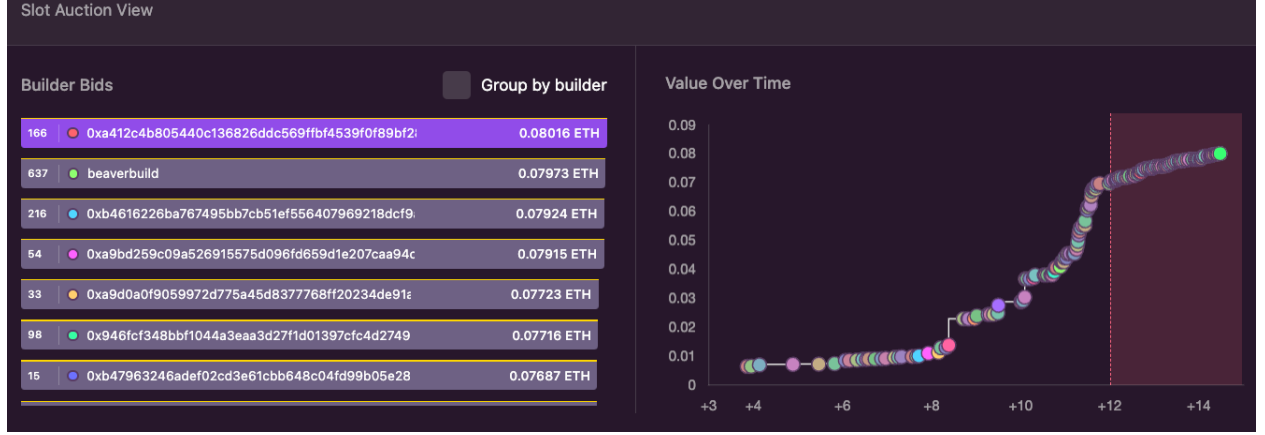 Slot Auction View
Builder Bids
Group by builder
166 0xa412c4b805440c136826ddc569ffbf4539f0f89bf2 0.08016 ETH
637 beaverbuild 0.07973 ETH
216 0xb4616226ba767495bb7cb51ef556407969218dcf9 0.07924 ETH
54 0xa9bd259c09a526915575d096fd659d1e207caa94c 0.07915 ETH
33 0xa9d0a0f9059972d775a45d8377768ff20234de91 0.07723 ETH
98 0x946fcf348bbf1044a3eaa3d27f1d01397cfc4d2749 0.07716 ETH
15 0xb47963246adef02cd3e61cbb648c04fd99b05e28 0.07687 ETH
Value Over Time
0.09
0.08
0.07
0.06
0.05
0.04
0.03
0.02
0.01
0
+3 +4 +6 +8 +10 +12 +14